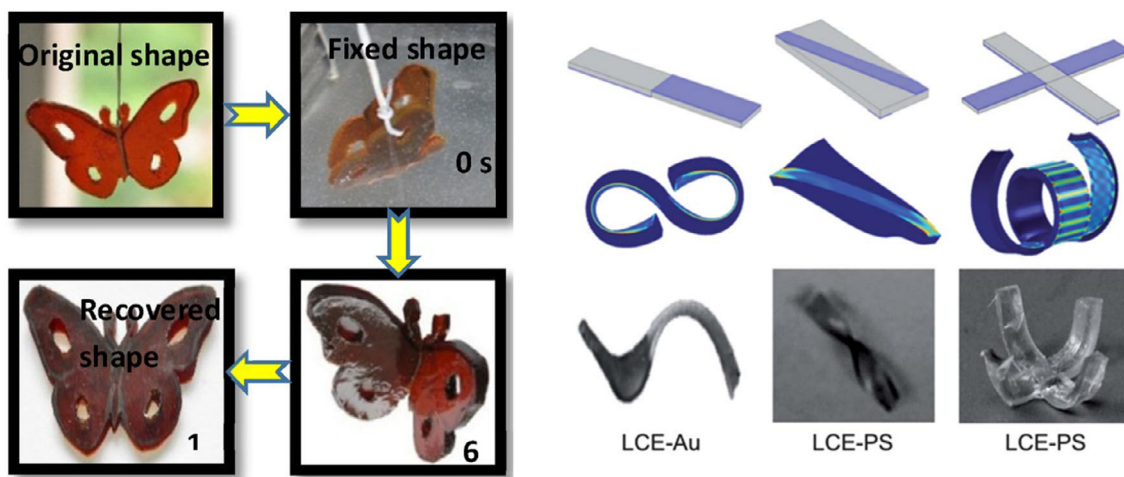 Original shape
Fixed shape
0 s
Recovered
shape
1
6
LCE-Au
LCE-PS
LCE-PS